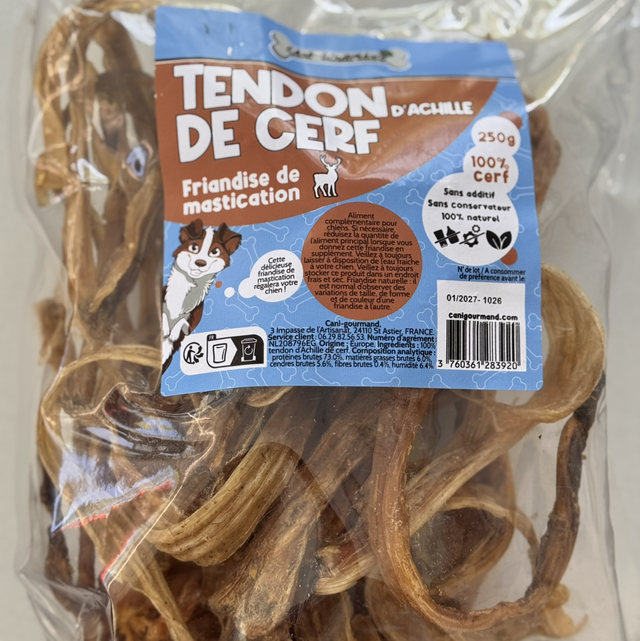 TENDON
D'ACHILLE
DE CERF
Friandise de
mastication
250g
100%
cerf
Sans additif
Sans conservateur
100% naturel
Aliment
complémentaire pour
chiens. Si nécessaire,
réduisez la quantité de
l'aliment principal lorsque vous
donnez cette friandise en
supplément. Veillez à toujours
laisser à disposition de l'eau fraîche
à votre chien. Veillez à toujours
stocker ce produit dans un endroit
frais et sec. Friandise naturelle : il
est normal d'observer des
variations de taille, de forme
et de couleur d'une
friandise à l'autre.
Cette
délicieuse
friandise de
mastication
régalera votre
chien !
N° de lot / A consommer
de préférence avant le
01/2027- 1026
canigourmand.com
3 760361 283920
Cani-gourmand,
3 Impasse de l'Artisanat, 24110 St Astier, FRANCE
Service client : 06.29.82.56.53. Numéro d'agrément :
NL208796EG. Origine : Europe. Ingrédients : 100%
tendon d'Achille de cerf. Composition analytique :
protéines brutes 73.0%, matières grasses brutes 6.0%,
cendres brutes 5.6%, fibres brutes 0.4%, humidité 6.4%